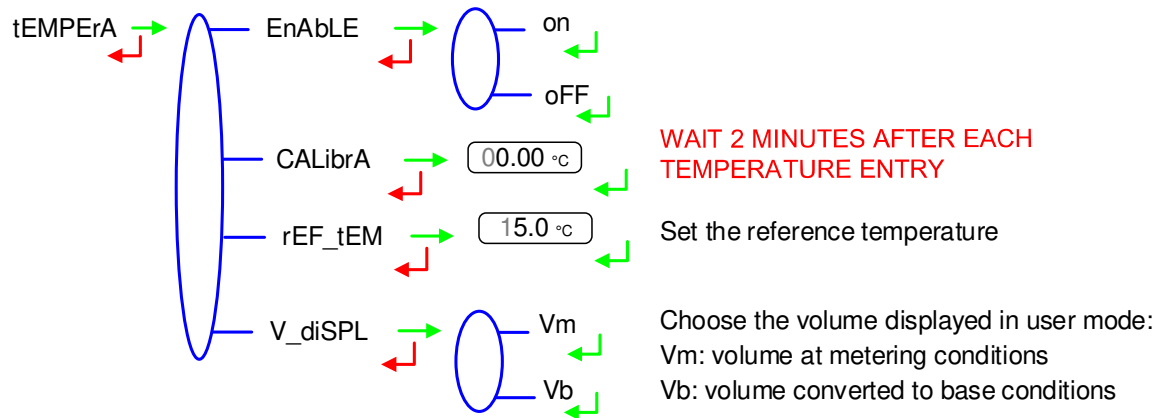 tEMPErA
EnAbLE
on
oFF
CALibrA
00.00 °C
WAIT 2 MINUTES AFTER EACH
TEMPERATURE ENTRY
rEF_tEM
15.0 °C
Set the reference temperature
V_diSPL
Vm
Vb
Choose the volume displayed in user mode:
Vm: volume at metering conditions
Vb: volume converted to base conditions